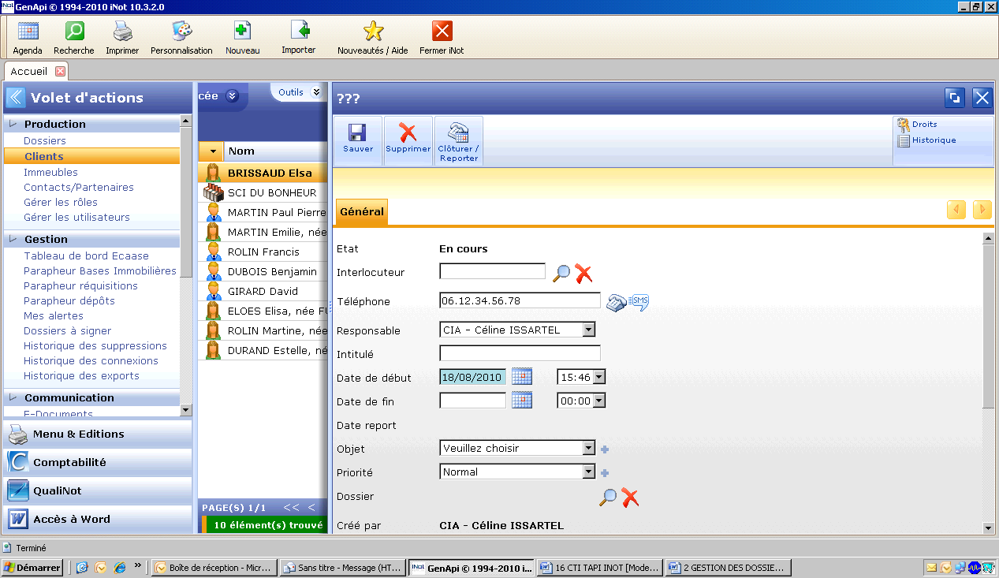 GenApi © 1994-2010 iNot 10.3.2.0
Agenda Recherche Imprimer Personnalisation Nouveau Importer Nouveautés / Aide Fermer iNot
Accueil
Volet d'actions
Production
Dossiers
Clients
Immeubles
Contacts/Partenaires
Gérer les rôles
Gérer les utilisateurs
Gestion
Tableau de bord Ecaase
Parapheur Bases Immobilières
Parapheur réquisitions
Parapheur dépôts
Mes alertes
Dossiers à signer
Historique des suppressions
Historique des connexions
Historique des exports
Communication
E-Documents
Menu & Editions
Comptabilité
QualiNot
Accès à Word
cée Outils
Nom
BRISSAUD Elsa
SCI DU BONHEUR
MARTIN Paul Pierre
MARTIN Emilie, née
ROLIN Francis
DUBOIS Benjamin
GIRARD David
ELOES Elisa, née FU
ROLIN Martine, née
DURAND Estelle, né
PAGE(S) 1/1 << <
10 élément(s) trouvé
???
Sauver Supprimer Clôturer / Reporter
Droits
Historique
Général
Etat En cours
Interlocuteur
Téléphone 06.12.34.56.78 SMS
Responsable CIA - Céline ISSARTEL
Intitulé
Date de début 18/08/2010 15:46
Date de fin 00:00
Date report
Objet Veuillez choisir
Priorité Normal
Dossier
Créé par CIA - Céline ISSARTEL
Terminé
Démarrer » Boîte de réception - Micr... Sans titre - Message (HT... iNot GenApi © 1994-2010 i... 16 CTI TAPI INOT [Mode... 2 GESTION DES DOSSIE...